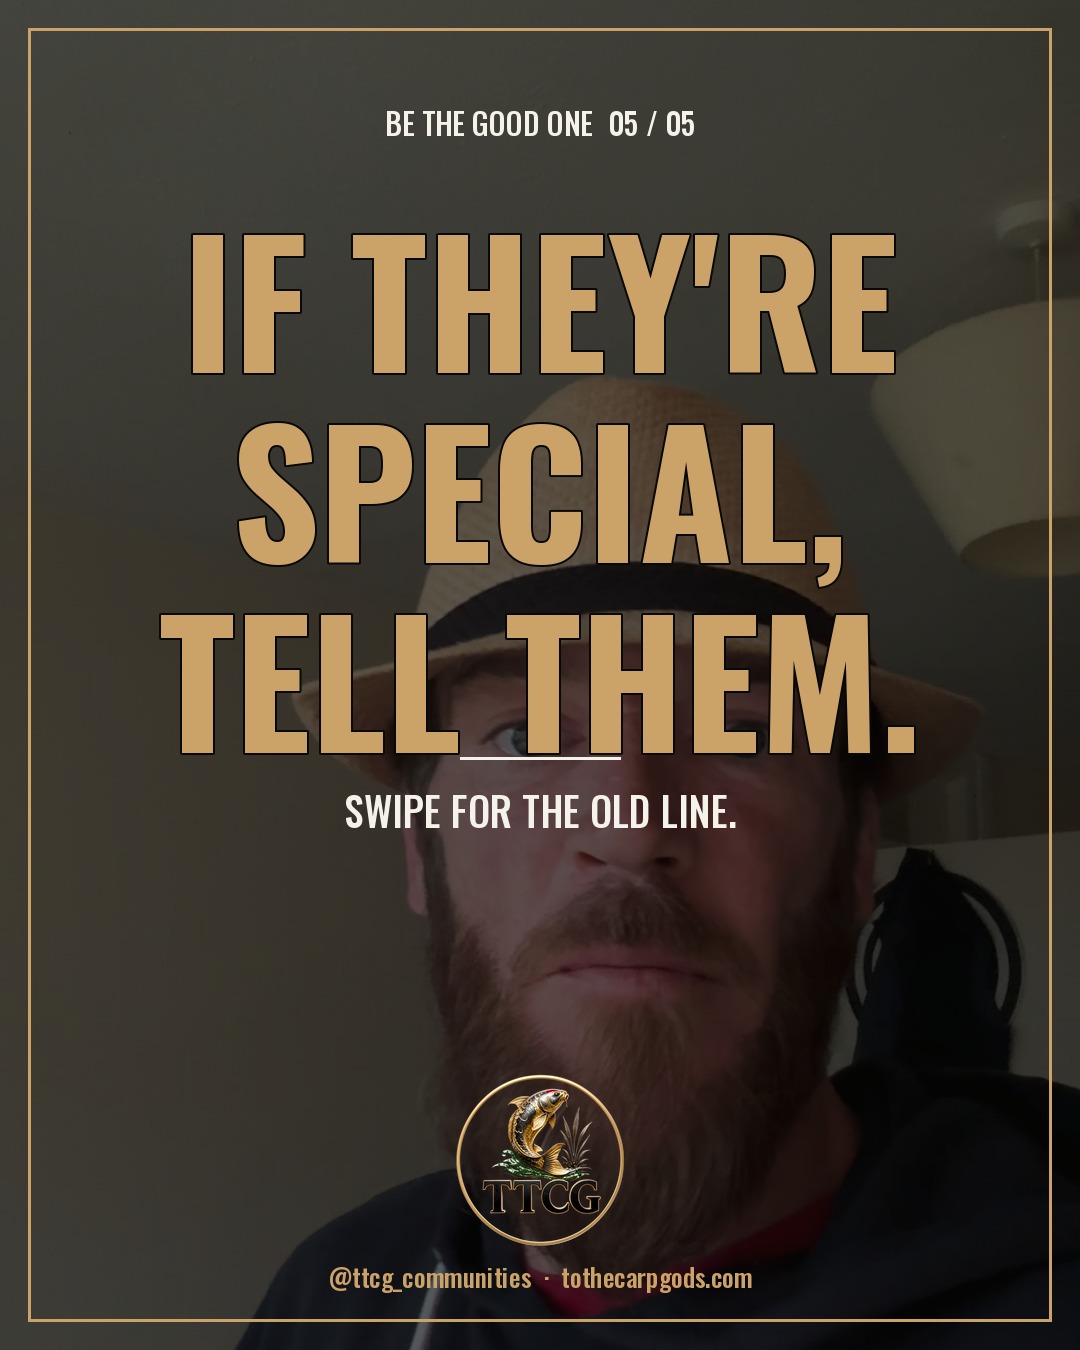 BE THE GOOD ONE 05 / 05
IF THEY'RE
SPECIAL,
TELL THEM.
SWIPE FOR THE OLD LINE.
TTCG
@ttcg_communities · tothecarpgods.com